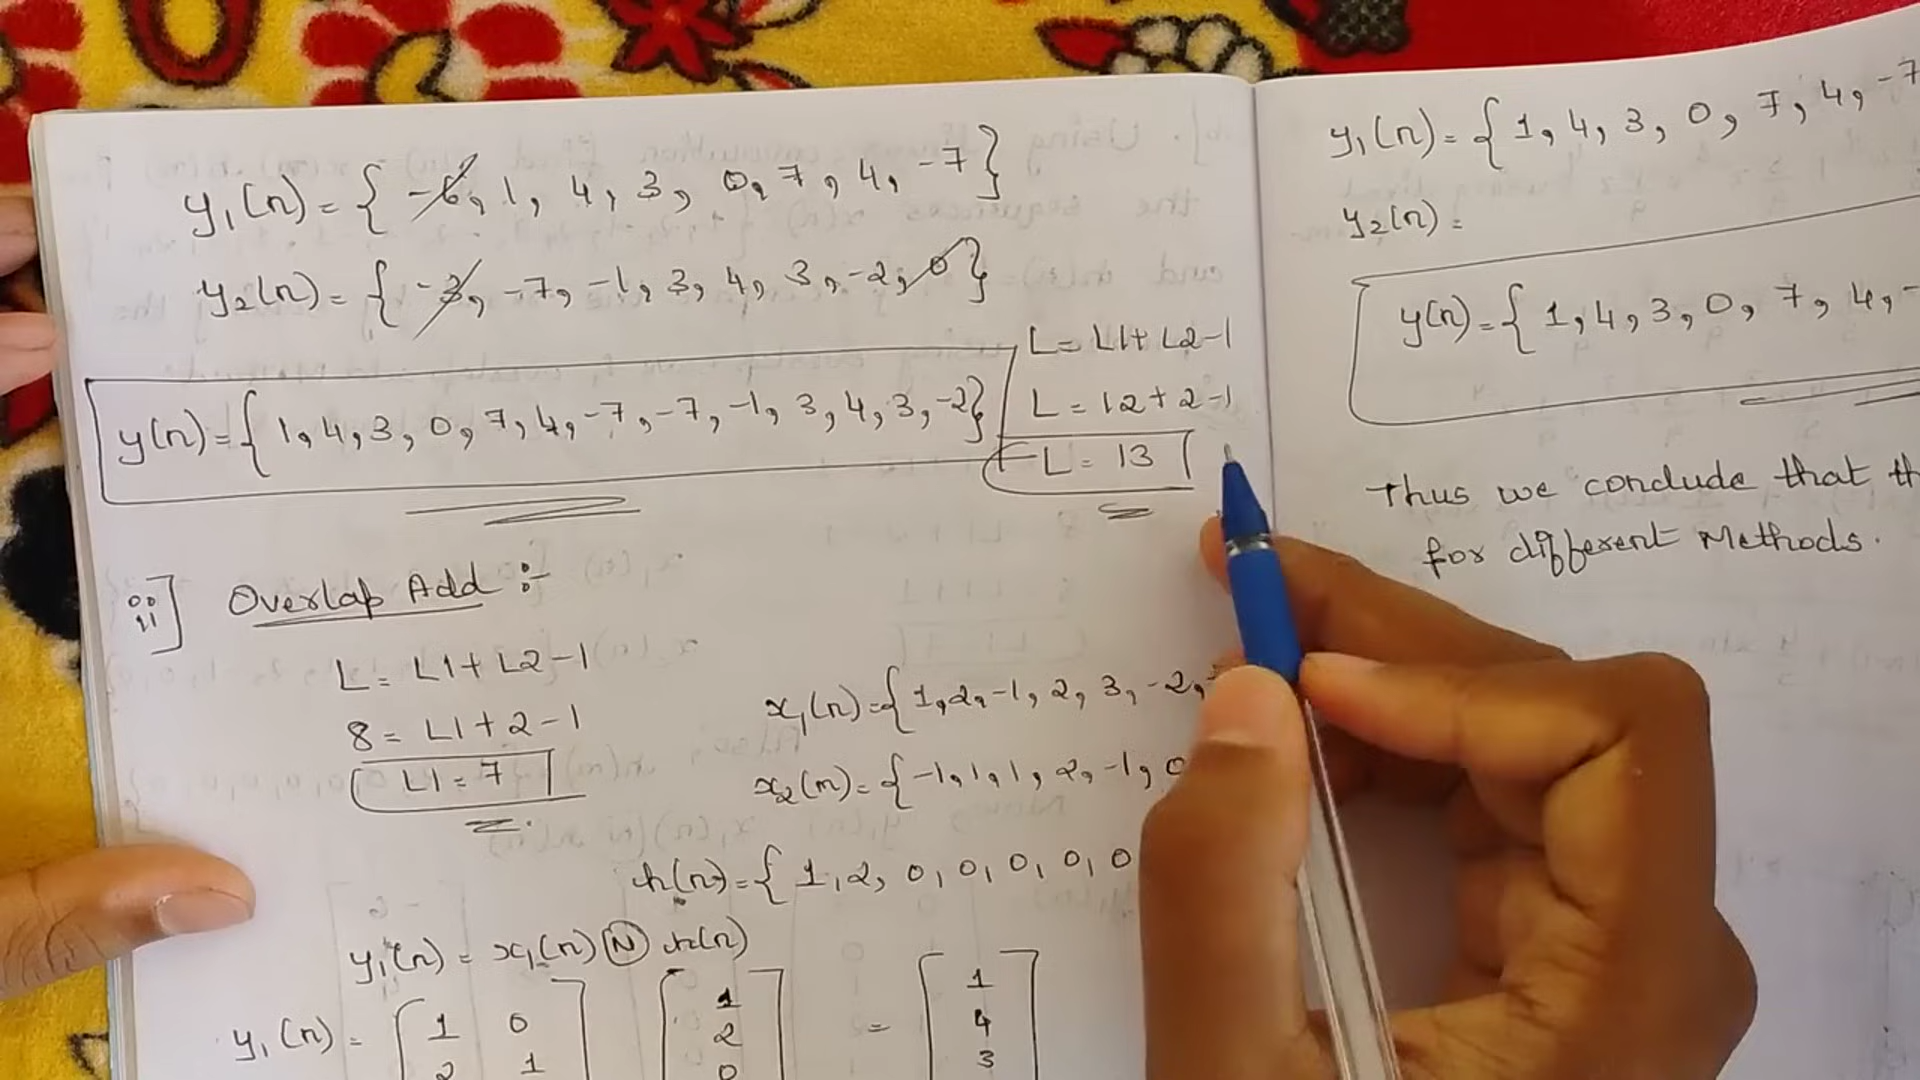 y₁(n) = { -6, 1, 4, 3, 0, 7, 4, -7 }
y₂(n) = { -3, -7, -1, 3, 4, 3, -2, 0 }
y(n) = { 1, 4, 3, 0, 7, 4, -7, -7, -1, 3, 4, 3, -2 }
L = L1 + L2 - 1
L = 12 + 2 - 1
L = 13
ii] Overlap Add :-
L = L1 + L2 - 1
8 = L1 + 2 - 1
L1 = 7
x₁(n) = { 1, 2, -1, 2, 3, -2,
x₂(n) = { -1, 1, 1, 2, -1, 0
h(n) = { 1, 2, 0, 0, 0, 0, 0
y₁(n) = x₁(n) Ⓝ h(n)
y₁(n) = [ 1 0 ] [ 1 ] = [ 1 ]
2 1 2 4
0 3
y₁(n) = { 1, 4, 3, 0, 7, 4, -7
y₂(n) =
y(n) = { 1, 4, 3, 0, 7, 4, -
Thus we conclude that th
for different Methods.